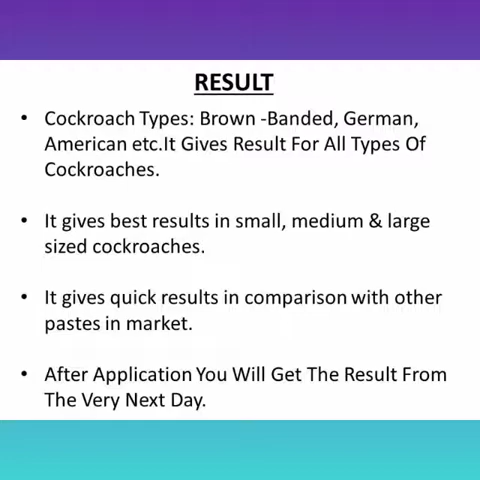 RESULT
• Cockroach Types: Brown -Banded, German,
American etc.It Gives Result For All Types Of
Cockroaches.
• It gives best results in small, medium & large
sized cockroaches.
• It gives quick results in comparison with other
pastes in market.
• After Application You Will Get The Result From
The Very Next Day.